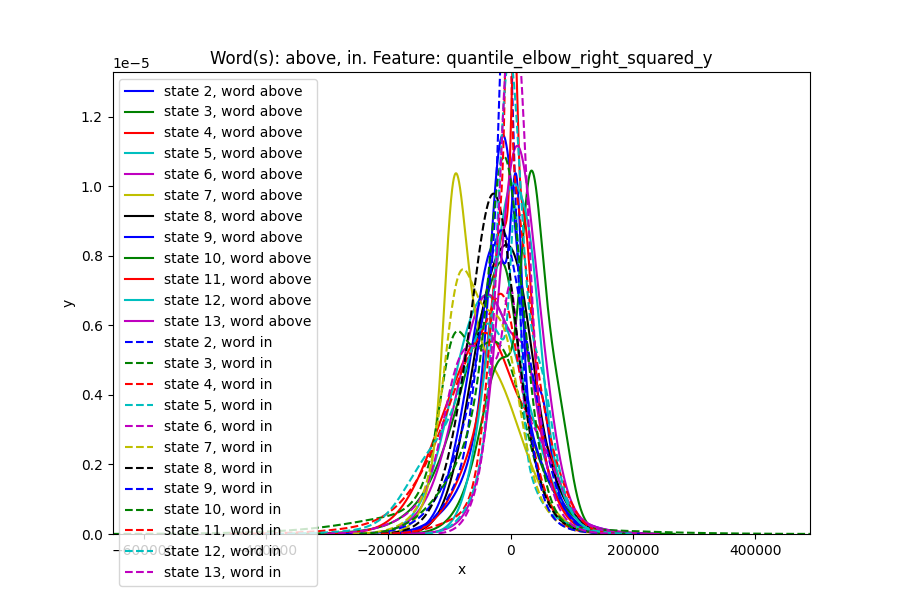 Word(s): above, in. Feature: quantile_elbow_right_squared_y
1e−5
1.2
1.0
0.8
0.6
0.4
0.2
0.0
y
state 2, word above
state 3, word above
state 4, word above
state 5, word above
state 6, word above
state 7, word above
state 8, word above
state 9, word above
state 10, word above
state 11, word above
state 12, word above
state 13, word above
state 2, word in
state 3, word in
state 4, word in
state 5, word in
state 6, word in
state 7, word in
state 8, word in
state 9, word in
state 10, word in
state 11, word in
state 12, word in
state 13, word in
−600000 −400000 −200000 0 200000 400000
x